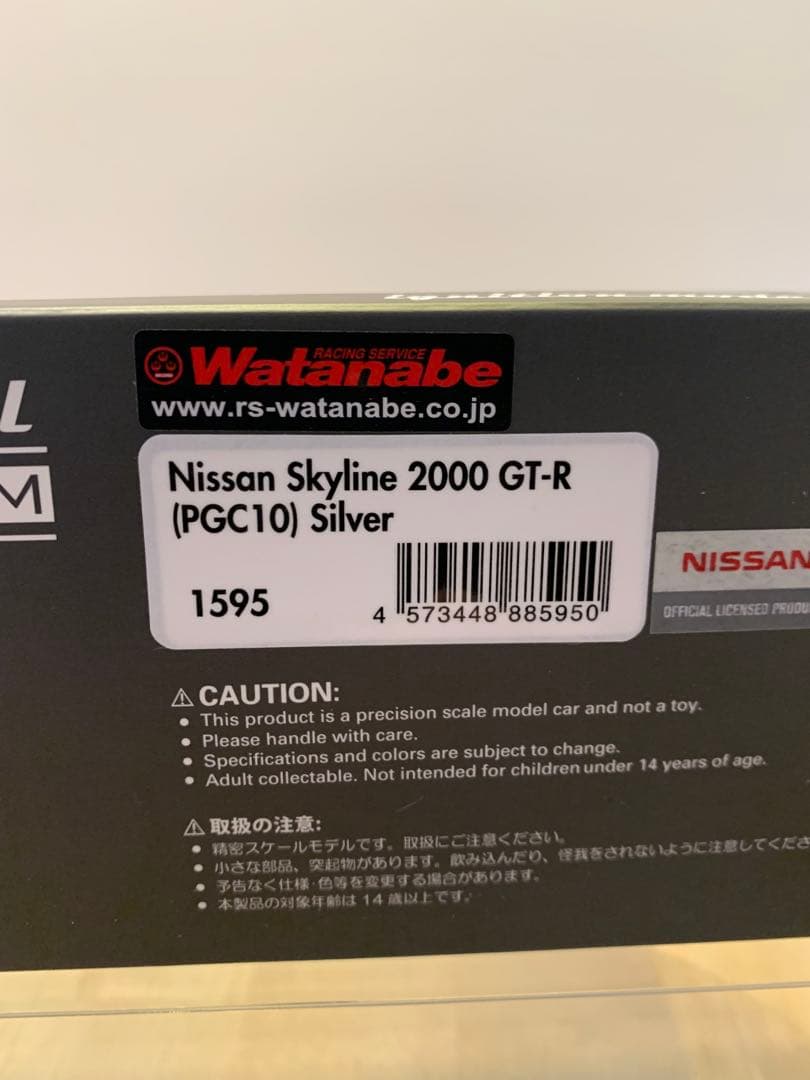 RACING SERVICE
Watanabe
www.rs-watanabe.co.jp
L
M
Nissan Skyline 2000 GT-R
(PGC10) Silver
1595
4 573448 885950
NISSAN
OFFICIAL LICENSED PRODU
⚠ CAUTION:
● This product is a precision scale model car and not a toy.
● Please handle with care.
● Specifications and colors are subject to change.
● Adult collectable. Not intended for children under 14 years of age.
⚠ 取扱の注意:
● 精密スケールモデルです。取扱にご注意ください。
● 小さな部品、突起物があります。飲み込んだり、怪我をされないように注意してくださ
● 予告なく仕様・色等を変更する場合があります。
● 本製品の対象年齢は 14 歳以上です。